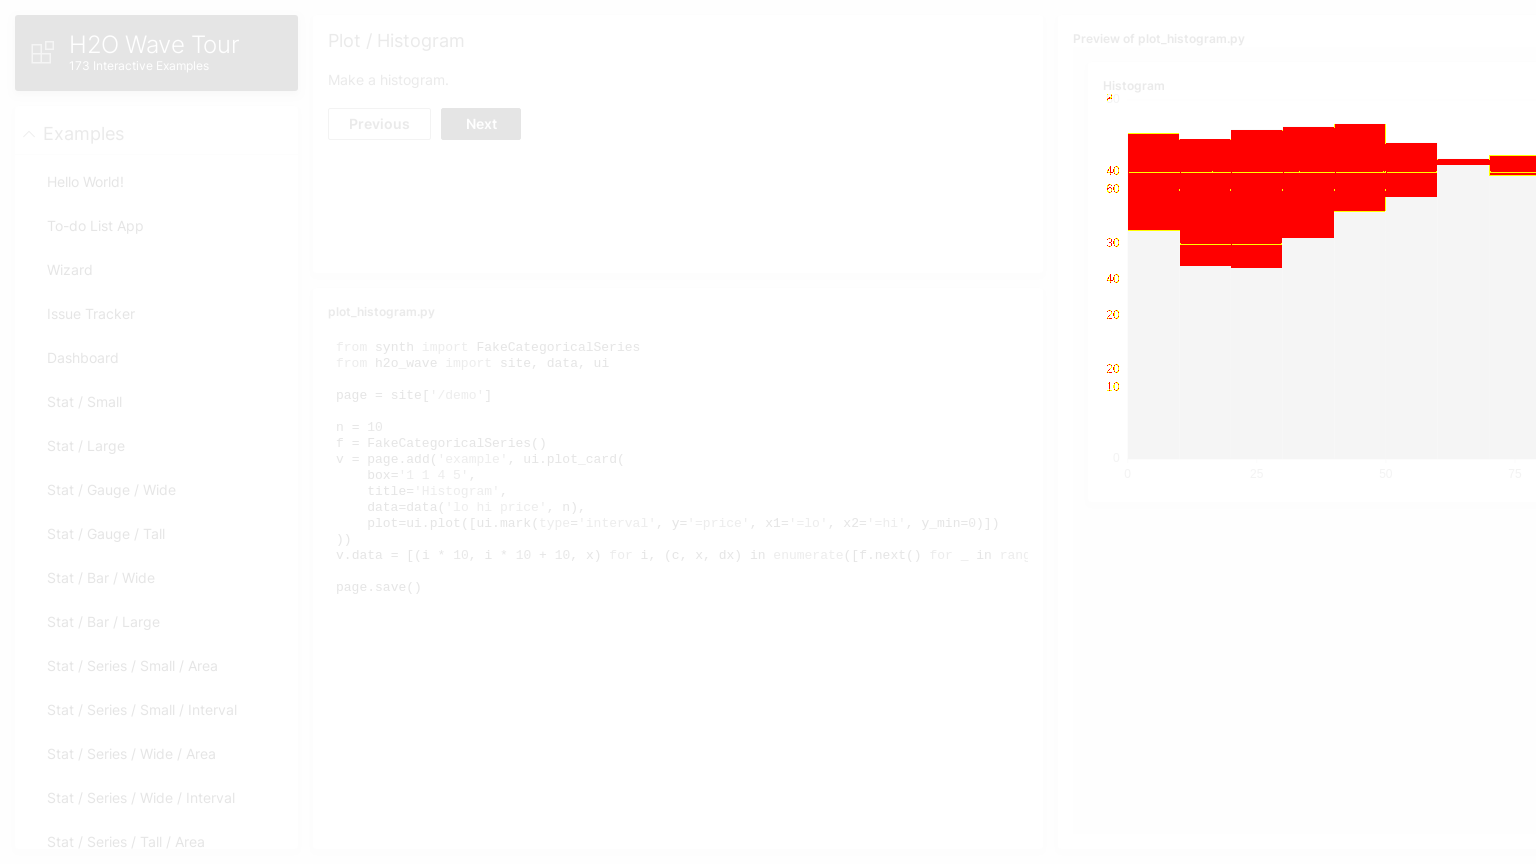 H2O Wave Tour
173 Interactive Examples
Examples
Hello World!
To-do List App
Wizard
Issue Tracker
Dashboard
Stat / Small
Stat / Large
Stat / Gauge / Wide
Stat / Gauge / Tall
Stat / Bar / Wide
Stat / Bar / Large
Stat / Series / Small / Area
Stat / Series / Small / Interval
Stat / Series / Wide / Area
Stat / Series / Wide / Interval
Stat / Series / Tall / Area
Plot / Histogram
Make a histogram.
Previous
Next
plot_histogram.py
from synth import FakeCategoricalSeries
from h2o_wave import site, data, ui
page = site['/demo']
n = 10
f = FakeCategoricalSeries()
v = page.add('example', ui.plot_card(
    box='1 1 4 5',
    title='Histogram',
    data=data('lo hi price', n),
    plot=ui.plot([ui.mark(type='interval', y='=price', x1='=lo', x2='=hi', y_min=0)])
))
v.data = [(i * 10, i * 10 + 10, x) for i, (c, x, dx) in enumerate([f.next() for _ in rang
page.save()
Preview of plot_histogram.py
Histogram
40
60
30
40
20
20
10
0
0 25 50 75